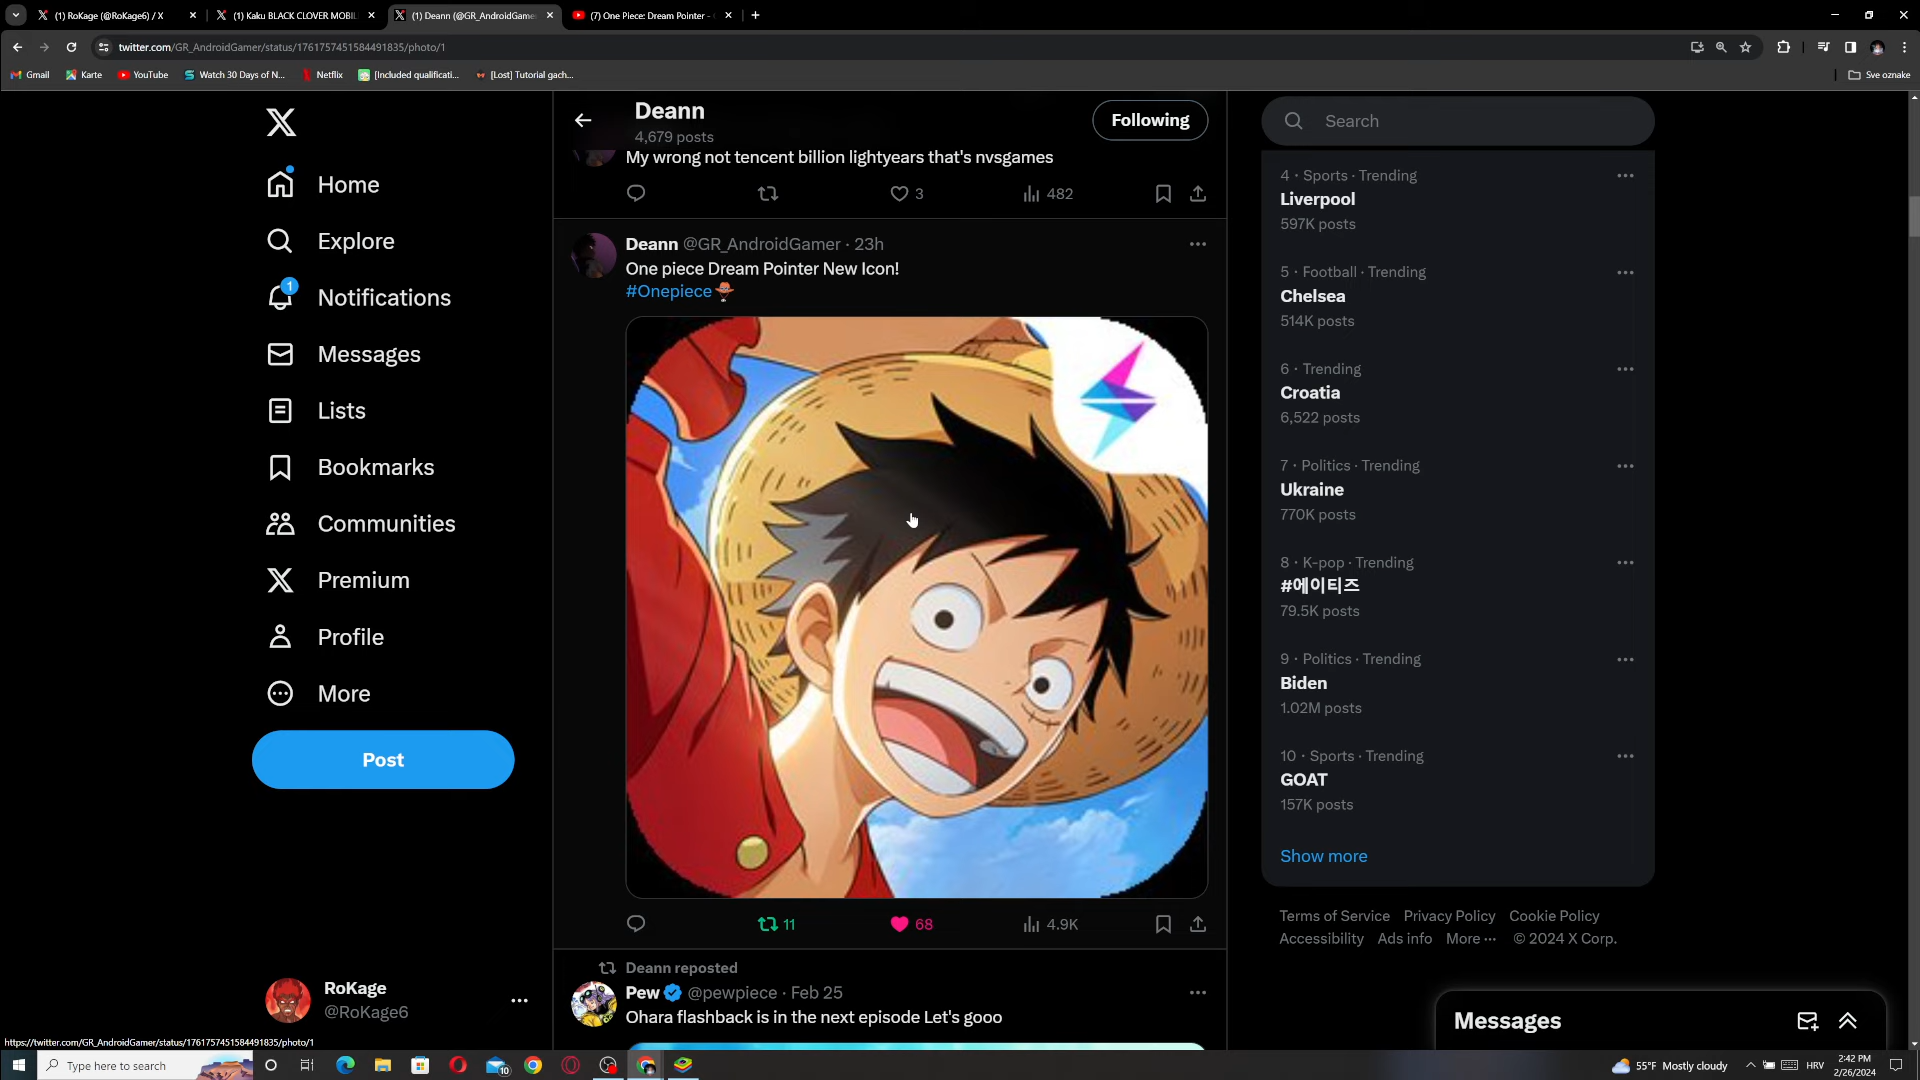 (1) RoKage (@RoKage6) / X
(1) Kaku BLACK CLOVER MOBIL
(1) Deann (@GR_AndroidGame
(7) One Piece: Dream Pointer -
twitter.com/GR_AndroidGamer/status/1761757451584491835/photo/1
Gmail
Karte
YouTube
Watch 30 Days of N...
Netflix
[Included qualificati...
[Lost] Tutorial gach...
Sve oznake
Home
Explore
1
Notifications
Messages
Lists
Bookmarks
Communities
Premium
Profile
More
Post
RoKage
@RoKage6
Deann
4,679 posts
Following
My wrong not tencent billion lightyears that's nvsgames
3
482
Deann @GR_AndroidGamer · 23h
One piece Dream Pointer New Icon!
#Onepiece
11
68
4.9K
Deann reposted
Pew @pewpiece · Feb 25
Ohara flashback is in the next episode Let's gooo
Search
4 · Sports · Trending
Liverpool
597K posts
5 · Football · Trending
Chelsea
514K posts
6 · Trending
Croatia
6,522 posts
7 · Politics · Trending
Ukraine
770K posts
8 · K-pop · Trending
#에이티즈
79.5K posts
9 · Politics · Trending
Biden
1.02M posts
10 · Sports · Trending
GOAT
157K posts
Show more
Terms of Service Privacy Policy Cookie Policy
Accessibility Ads info More ··· © 2024 X Corp.
Messages
https://twitter.com/GR_AndroidGamer/status/1761757451584491835/photo/1
Type here to search
10
55°F Mostly cloudy
HRV
2:42 PM
2/26/2024